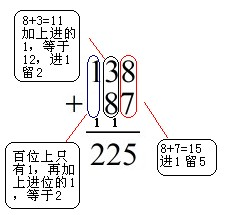 8+3=11
加上进的
1，等于
12，进1
留2
138
+ 87
1 1
225
8+7=15
进1 留5
百位上只
有1，再加
上进位的1
，等于2